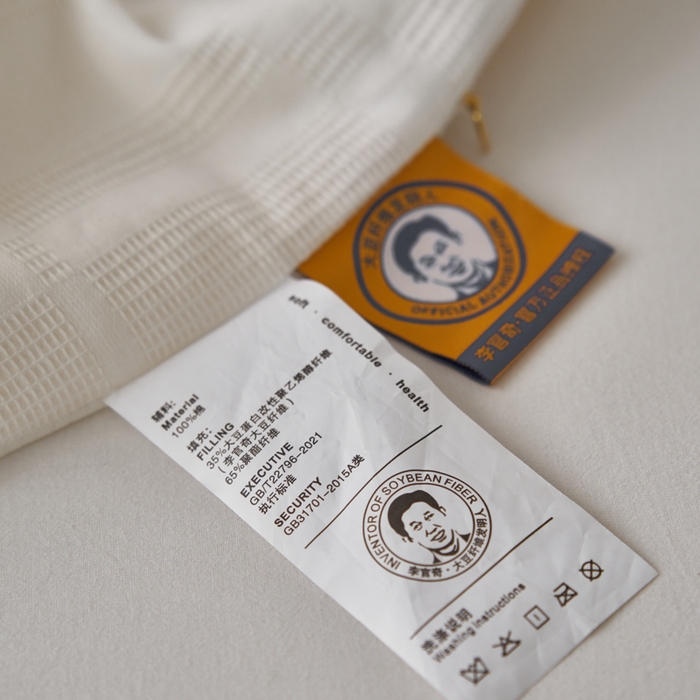 大豆纤维发明人
OFFICIAL AUTHORIZATION
李官奇·官方正品授权
soft · comfortable · health
辅料:
Material
100%棉
填充:
FILLING
35%大豆蛋白改性聚乙烯醇纤维
(李官奇大豆纤维)
65%聚酯纤维
EXECUTIVE
GB/T22796-2021
执行标准
SECURITY
GB31701-2015A类
INVENTOR OF SOYBEAN FIBER
李官奇·大豆纤维发明
洗涤说明
Washing Instructions